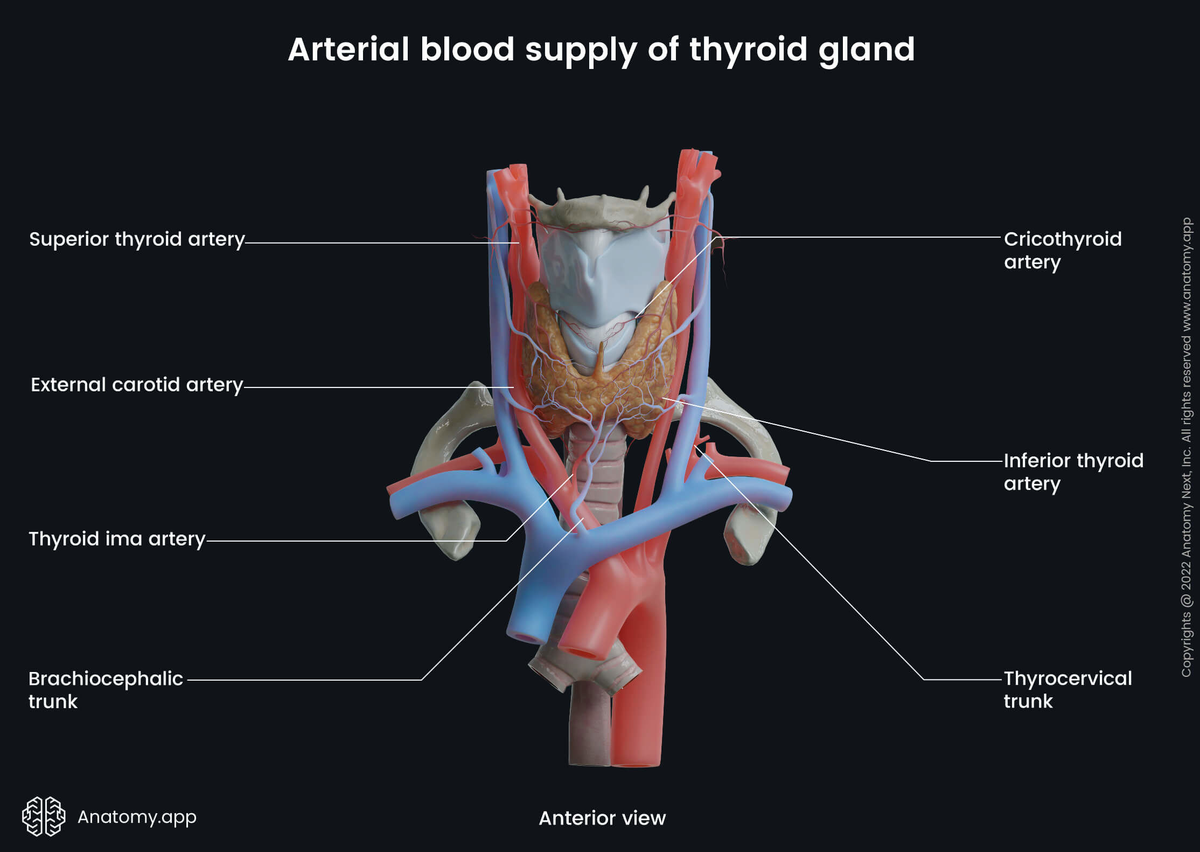 Arterial blood supply of thyroid gland
Superior thyroid artery
Cricothyroid
artery
External carotid artery
Inferior thyroid
artery
Thyroid ima artery
Brachiocephalic
trunk
Thyrocervical
trunk
Anatomy.app
Anterior view
Copyrights @ 2022 Anatomy Next, Inc. All rights reserved www.anatomy.app